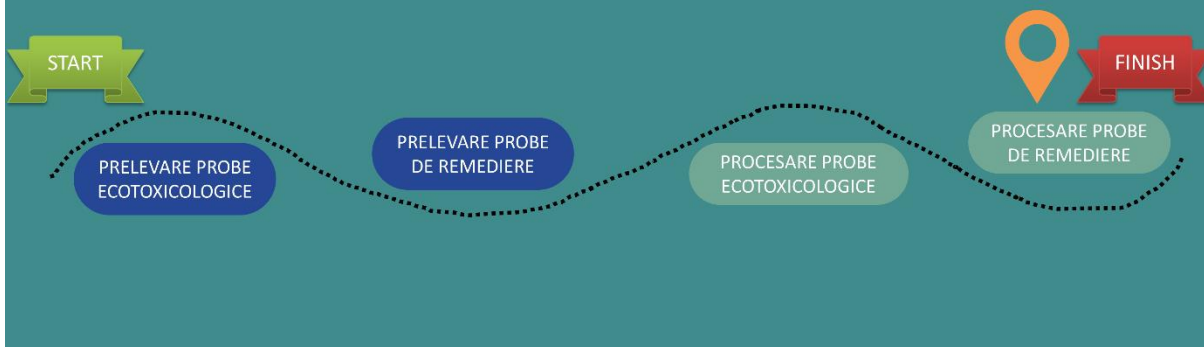 START
PRELEVARE PROBE
ECOTOXICOLOGICE
PRELEVARE PROBE
DE REMEDIERE
PROCESARE PROBE
ECOTOXICOLOGICE
PROCESARE PROBE
DE REMEDIERE
FINISH